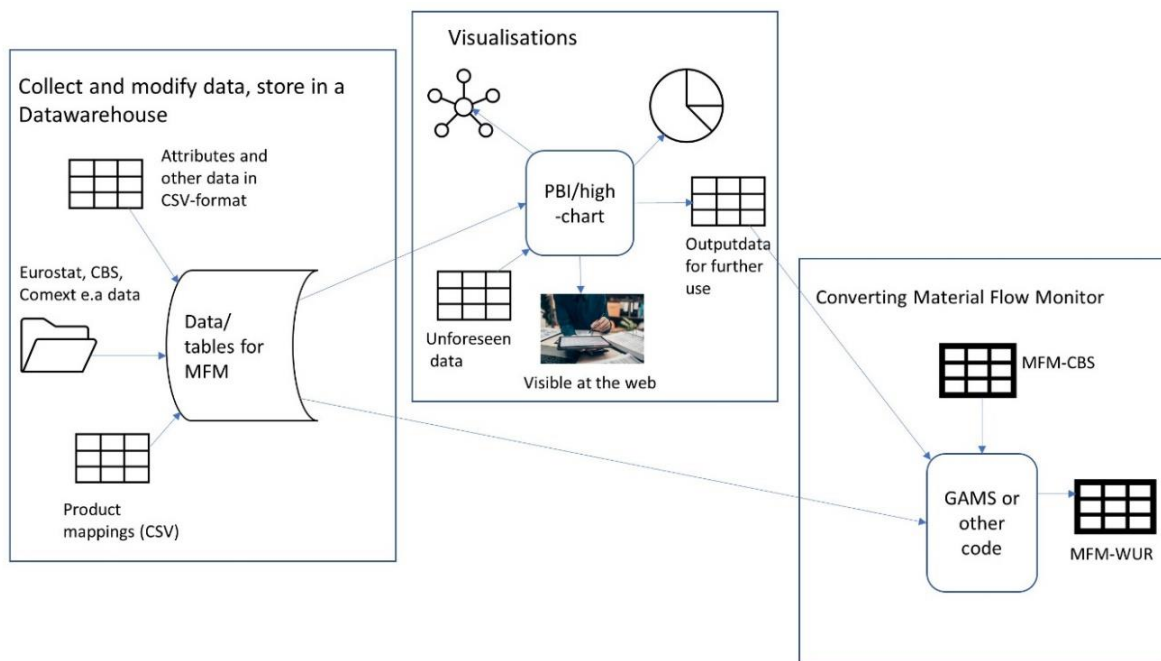 Collect and modify data, store in a
Datawarehouse
Attributes and
other data in
CSV-format
Eurostat, CBS,
Comext e.a data
Data/
tables for
MFM
Product
mappings (CSV)
Visualisations
PBI/high
-chart
Unforeseen
data
Visible at the web
Outputdata
for further
use
Converting Material Flow Monitor
MFM-CBS
GAMS or
other
code
MFM-WUR